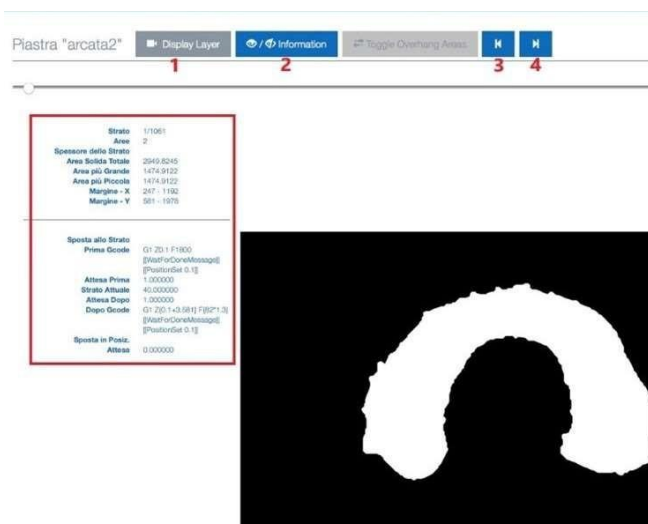 Piastra "arcata2"
Display Layer
/ Information
Toggle Overhang Areas
1
2
3
4
Strato 1/1061
Aree 2
Spessore dello Strato
Area Solida Totale 2949.8245
Area più Grande 1474.9122
Area più Piccola 1474.9122
Margine - X 247 - 1192
Margine - Y 581 - 1978
Sposta allo Strato
Prima Gcode G1 Z0.1 F1800
[[WaitForDoneMessage]]
[[PositionSet 0.1]]
Attesa Prima 1.000000
Strato Attuale 40.000000
Attesa Dopo 1.000000
Dopo Gcode G1 Z{0.1+3.581} F{82*1.3}
[[WaitForDoneMessage]]
[[PositionSet 0.1]]
Sposta in Posiz.
Attesa 0.000000